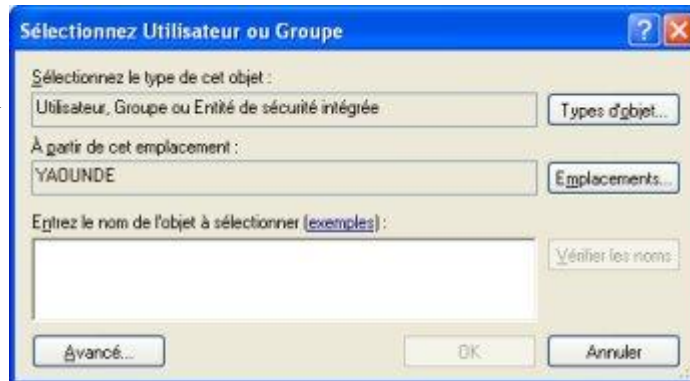 Sélectionnez Utilisateur ou Groupe
Sélectionnez le type de cet objet :
Utilisateur, Groupe ou Entité de sécurité intégrée
Types d'objet...
À partir de cet emplacement :
YAOUNDE
Emplacements...
Entrez le nom de l'objet à sélectionner (exemples) :
Vérifier les noms
Avancé...
OK
Annuler